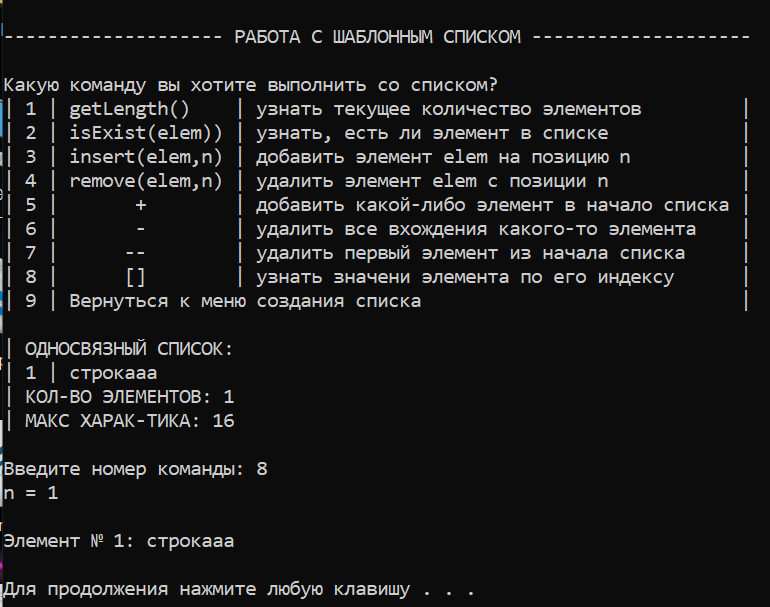 -------------------- РАБОТА С ШАБЛОННЫМ СПИСКОМ --------------------
Какую команду вы хотите выполнить со списком?
| 1 | getLength() | узнать текущее количество элементов |
| 2 | isExist(elem)) | узнать, есть ли элемент в списке |
| 3 | insert(elem,n) | добавить элемент elem на позицию n |
| 4 | remove(elem,n) | удалить элемент elem с позиции n |
| 5 | + | добавить какой-либо элемент в начало списка |
| 6 | - | удалить все вхождения какого-то элемента |
| 7 | -- | удалить первый элемент из начала списка |
| 8 | [] | узнать значени элемента по его индексу |
| 9 | Вернуться к меню создания списка |
| ОДНОСВЯЗНЫЙ СПИСОК:
| 1 | строкааа
| КОЛ-ВО ЭЛЕМЕНТОВ: 1
| МАКС ХАРАК-ТИКА: 16
Введите номер команды: 8
n = 1
Элемент № 1: строкааа
Для продолжения нажмите любую клавишу . . .